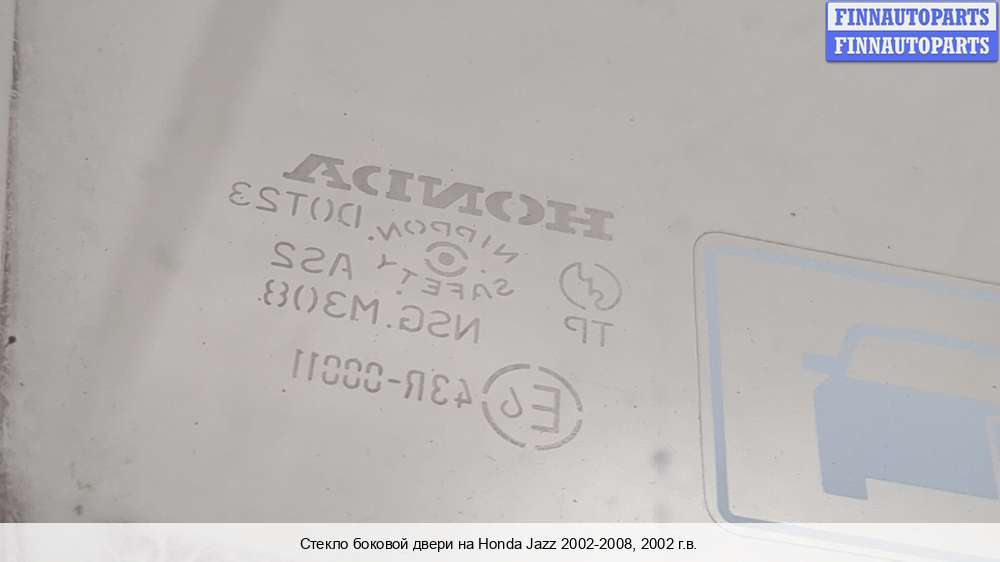 FINNAUTOPARTS
FINNAUTOPARTS
HONDA
DOT23
NIPPON.
AS2
SAFETY
TP
NSG.M3
E6 43R-00011
Стекло боковой двери на Honda Jazz 2002-2008, 2002 г.в.